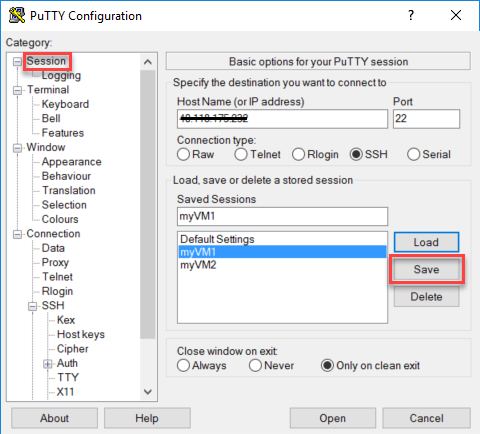 PuTTY Configuration
Category:
Session
Logging
Terminal
Keyboard
Bell
Features
Window
Appearance
Behaviour
Translation
Selection
Colours
Connection
Data
Proxy
Telnet
Rlogin
SSH
Kex
Host keys
Cipher
Auth
TTY
X11
Basic options for your PuTTY session
Specify the destination you want to connect to
Host Name (or IP address) Port
22
Connection type:
Raw Telnet Rlogin SSH Serial
Load, save or delete a stored session
Saved Sessions
myVM1
Default Settings
myVM1
myVM2
Load
Save
Delete
Close window on exit:
Always Never Only on clean exit
About Help Open Cancel